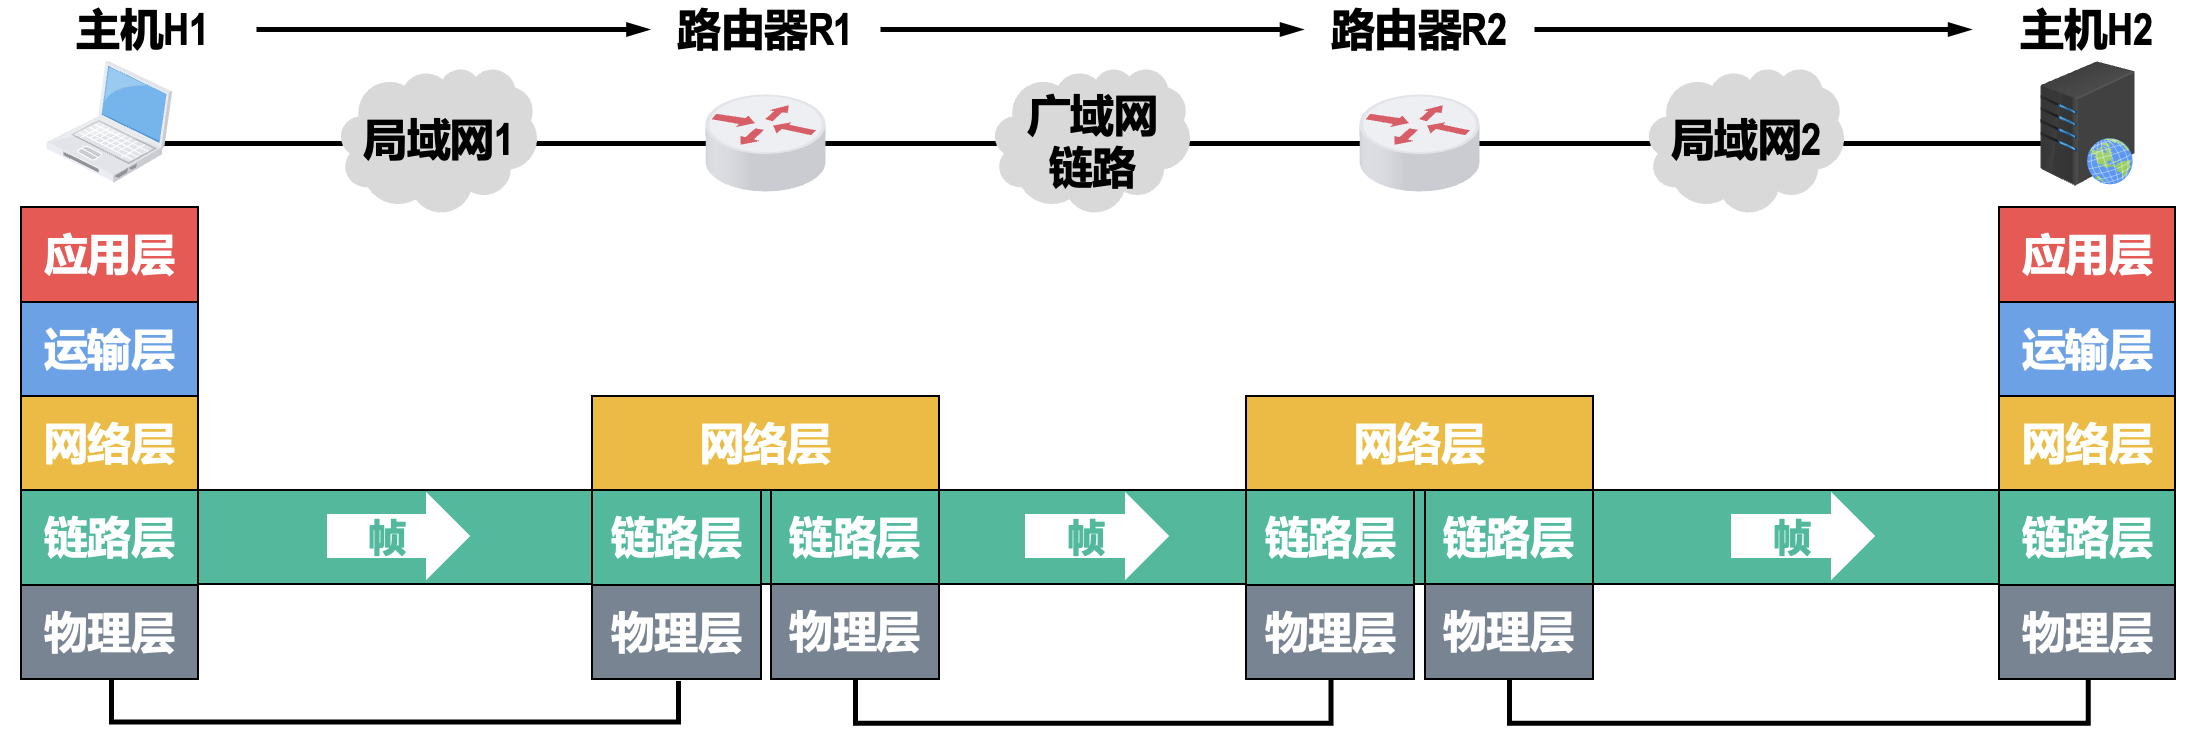 主机H1
路由器R1
路由器R2
主机H2
局域网1
广域网
链路
局域网2
应用层
应用层
运输层
运输层
网络层
网络层
网络层
网络层
链路层
帧
链路层
链路层
帧
链路层
链路层
帧
链路层
物理层
物理层
物理层
物理层
物理层
物理层